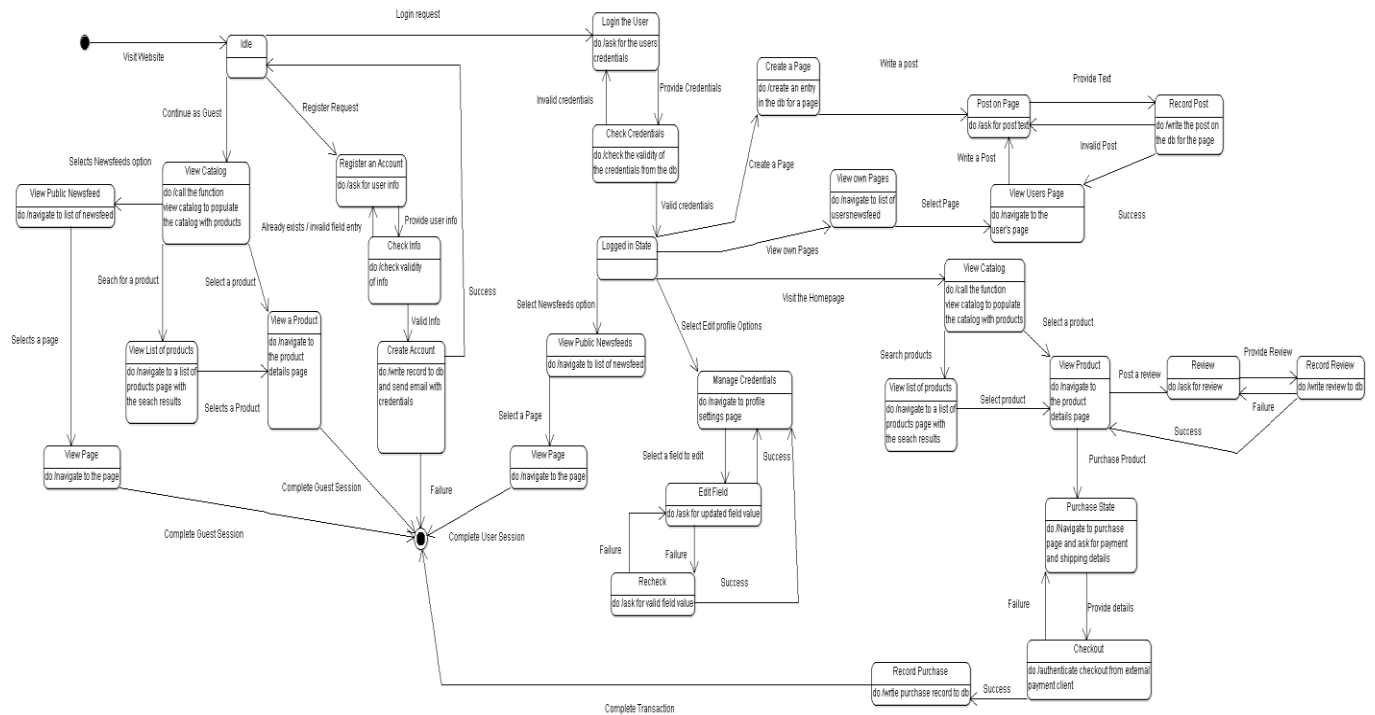 Login request
Login the User
do /ask for the users
credentials
Idle
Visit Website
Create a Page
do /create an entry
in the db for a page
Write a post
Provide Text
Invalid credentials
Provide Credentials
Register Request
Continue as Guest
Post on Page
do /ask for post text
Record Post
do /write the post on
the db for the page
Check Credentials
do /check the validity of
the credentials from the db
Invalid Post
Write a Post
Create a Page
Selects Newsfeeds option
View Catalog
do /call the function
view catalog to populate
the catalog with products
Register an Account
do /ask for user info
View own Pages
do /navigate to list of
usersnewsfeed
View Public Newsfeed
do /navigate to list of newsfeed
View Users Page
do /navigate to the
user's page
Select Page
Success
Valid credentials
Already exists / invalid field entry
Provide user info
Logged in State
View own Pages
Check Info
do /check validity
of info
View Catalog
do /call the function
view catalog to populate
the catalog with products
Seach for a product
Select a product
Success
Visit the Homepage
Select Newsfeeds option
Valid Info
Select Edit profile Options
Select a product
View a Product
do /navigate to
the product
details page
Selects a page
View List of products
do /navigate to a list of
products page with
the seach results
Create Account
do /write record to db
and send email with
credentials
View Public Newsfeeds
do /navigate to list of newsfeed
Search products
View Product
do /navigate to
the product
details page
Provide Review
Post a review
Review
do /ask for review
Record Review
do /write review to db
Manage Credentials
do /navigate to profile
settings page
View list of products
do /navigate to a list of
products page with
the seach results
Select product
Selects a Product
Failure
Select a Page
Success
View Page
do /navigate to the page
View Page
do /navigate to the page
Select a field to edit
Success
Purchase Product
Complete Guest Session
Failure
Edit Field
do /ask for updated field value
Purchase State
do /Navigate to purchase
page and ask for payment
and shipping details
Complete Guest Session
Complete User Session
Failure
Failure
Recheck
do /ask for valid field value
Success
Failure
Provide details
Checkout
do /authenticate checkout from external
payment client
Record Purchase
do /wrtie purchase record to db
Success
Complete Transaction